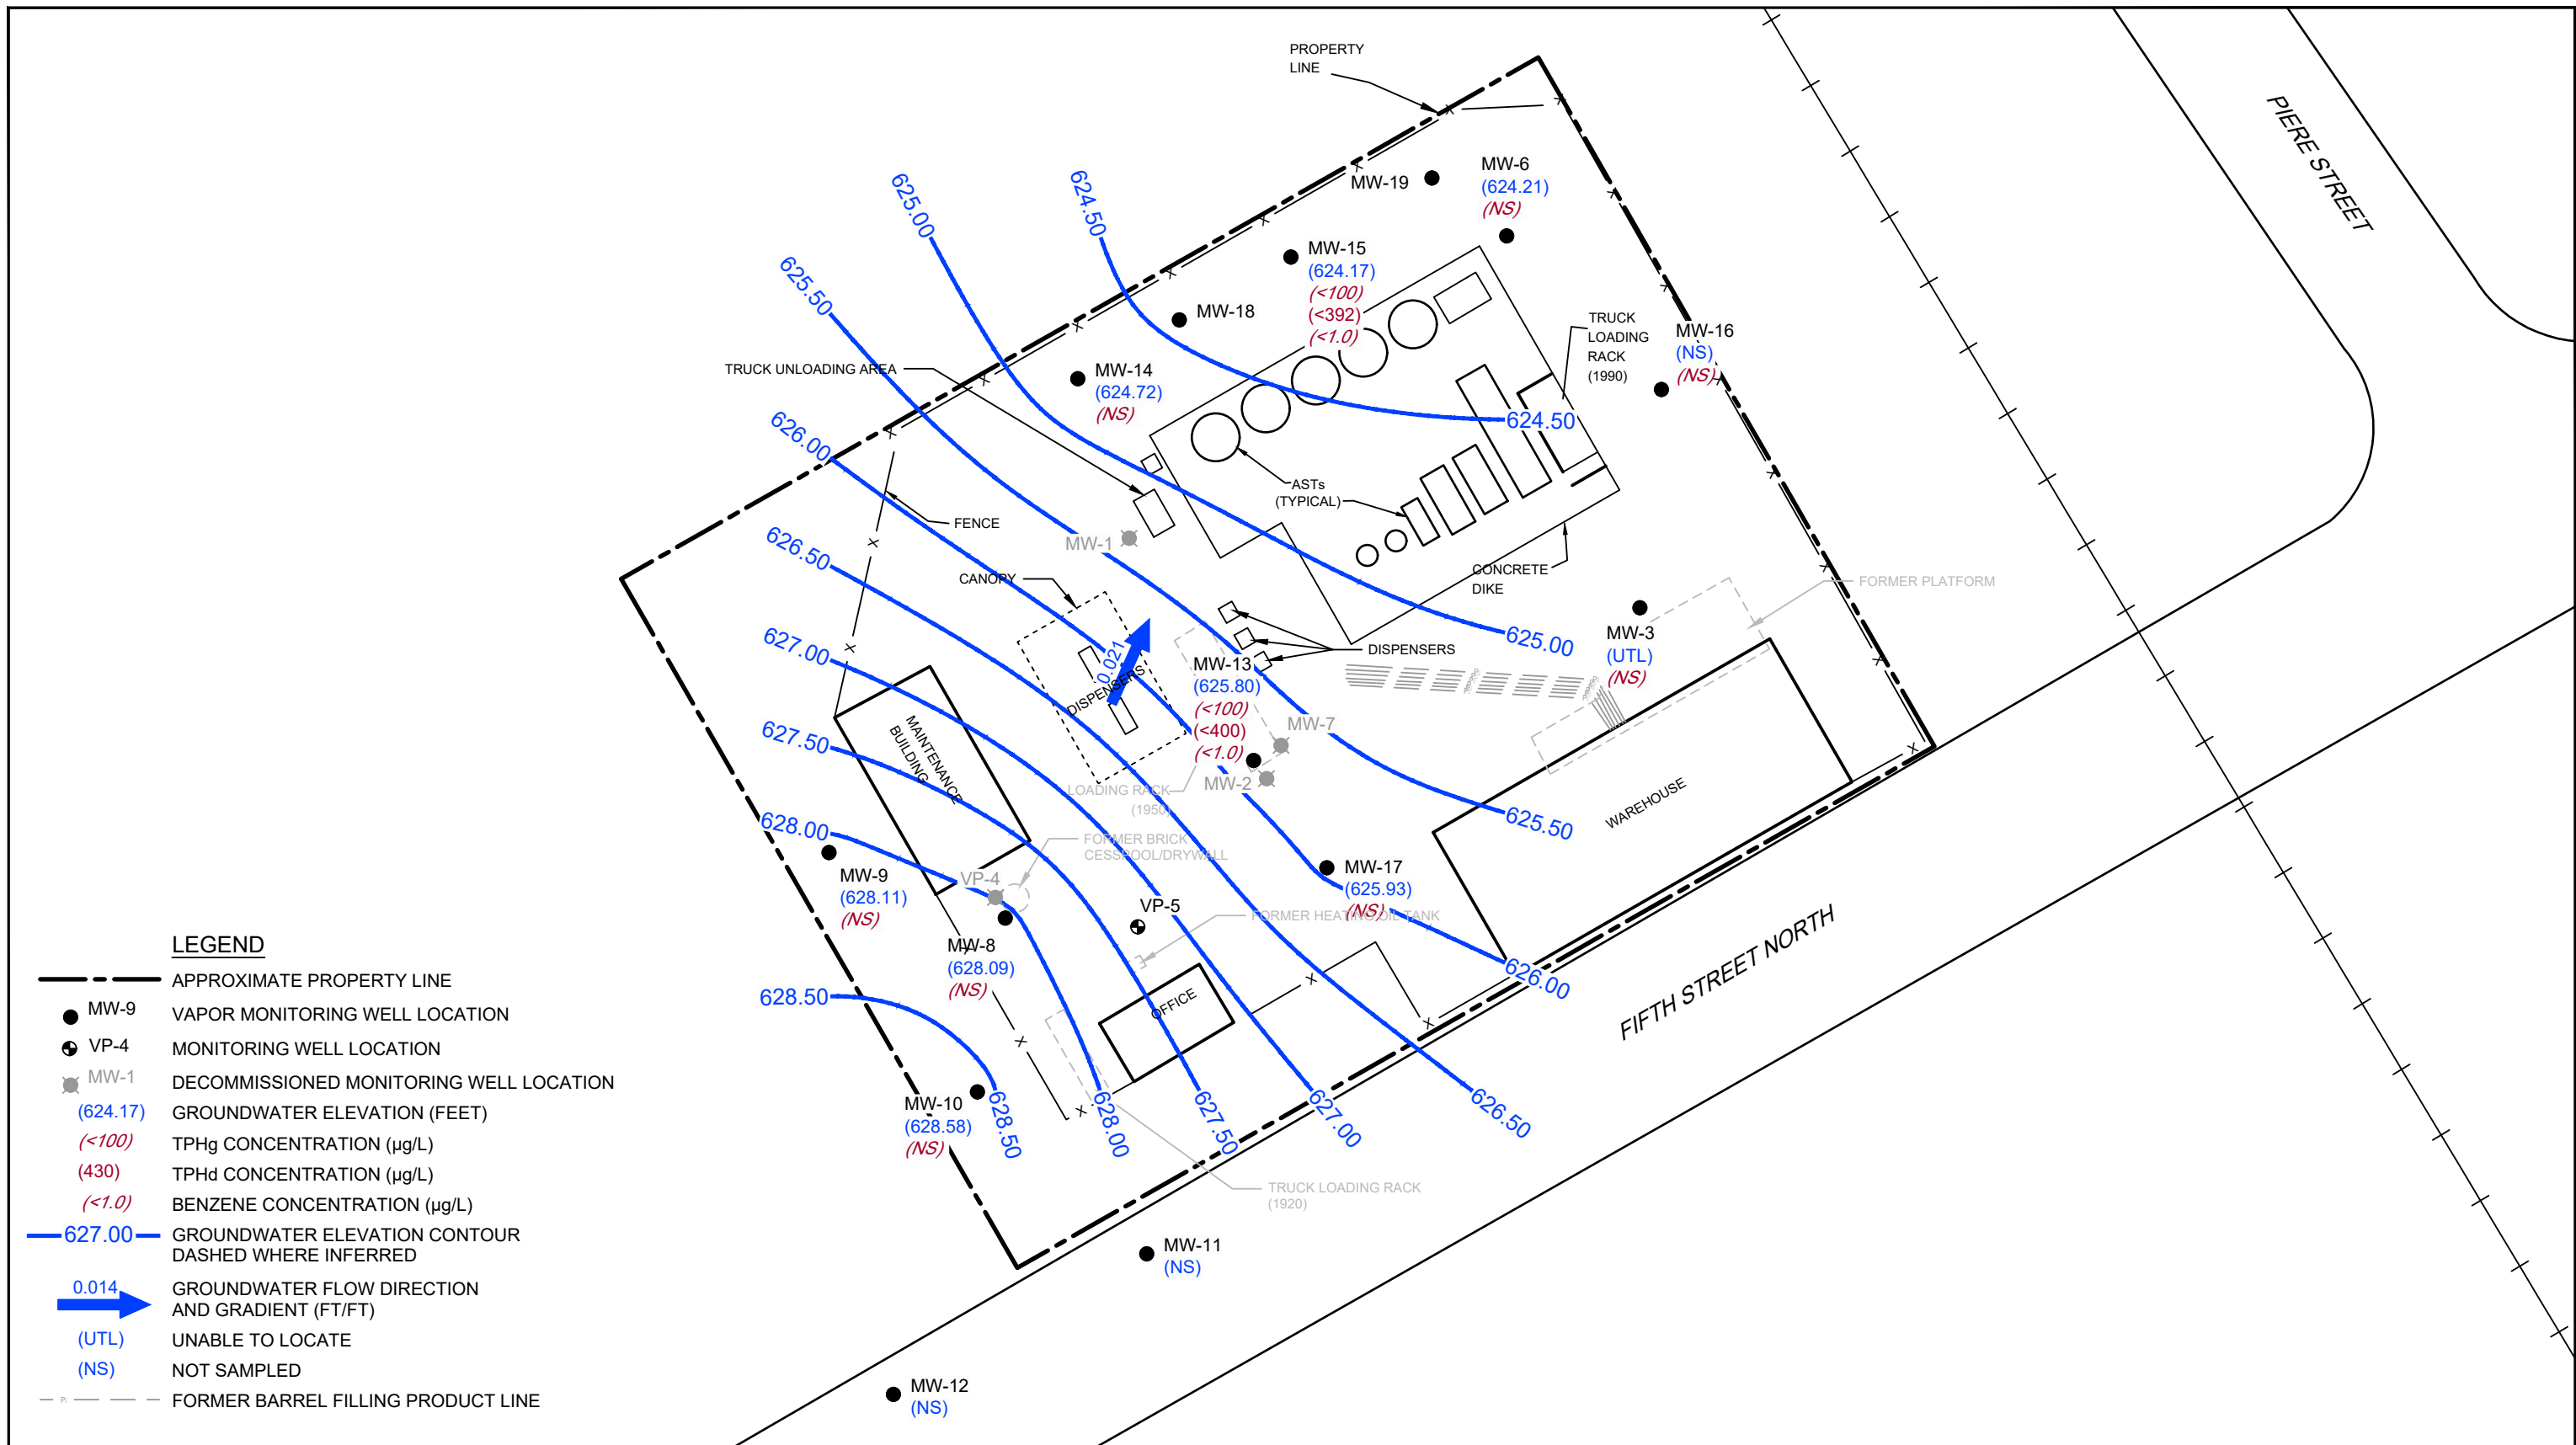 PROPERTY
LINE
PIERE STREET
MW-19
MW-6
(624.21)
(NS)
625.00
624.50
MW-15
(624.17)
(<100)
(<392)
(<1.0)
625.50
MW-18
TRUCK
LOADING
RACK
(1990)
MW-16
(NS)
(NS)
TRUCK UNLOADING AREA
MW-14
(624.72)
(NS)
626.00
624.50
ASTs
(TYPICAL)
FENCE
626.50
MW-1
CANOPY
CONCRETE
DIKE
FORMER PLATFORM
627.00
0.021
DISPENSERS
DISPENSERS
625.00
MW-3
(UTL)
(NS)
MW-13
(625.80)
(<100)
(<400)
(<1.0)
MW-7
MW-2
627.50
MAINTENANCE
BUILDING
LOADING RACK
(1950)
WAREHOUSE
625.50
628.00
FORMER BRICK
CESSPOOL/DRYWALL
MW-9
(628.11)
(NS)
VP-4
MW-17
(625.93)
(NS)
VP-5
FORMER HEATING OIL TANK
MW-8
(628.09)
(NS)
626.00
FIFTH STREET NORTH
628.50
OFFICE
MW-10
(628.58)
(NS)
628.50
628.00
627.50
627.00
626.50
TRUCK LOADING RACK
(1920)
MW-11
(NS)
MW-12
(NS)
LEGEND
APPROXIMATE PROPERTY LINE
MW-9 VAPOR MONITORING WELL LOCATION
VP-4 MONITORING WELL LOCATION
MW-1 DECOMMISSIONED MONITORING WELL LOCATION
(624.17) GROUNDWATER ELEVATION (FEET)
(<100) TPHg CONCENTRATION (µg/L)
(430) TPHd CONCENTRATION (µg/L)
(<1.0) BENZENE CONCENTRATION (µg/L)
627.00 GROUNDWATER ELEVATION CONTOUR
DASHED WHERE INFERRED
0.014 GROUNDWATER FLOW DIRECTION
AND GRADIENT (FT/FT)
(UTL) UNABLE TO LOCATE
(NS) NOT SAMPLED
FORMER BARREL FILLING PRODUCT LINE